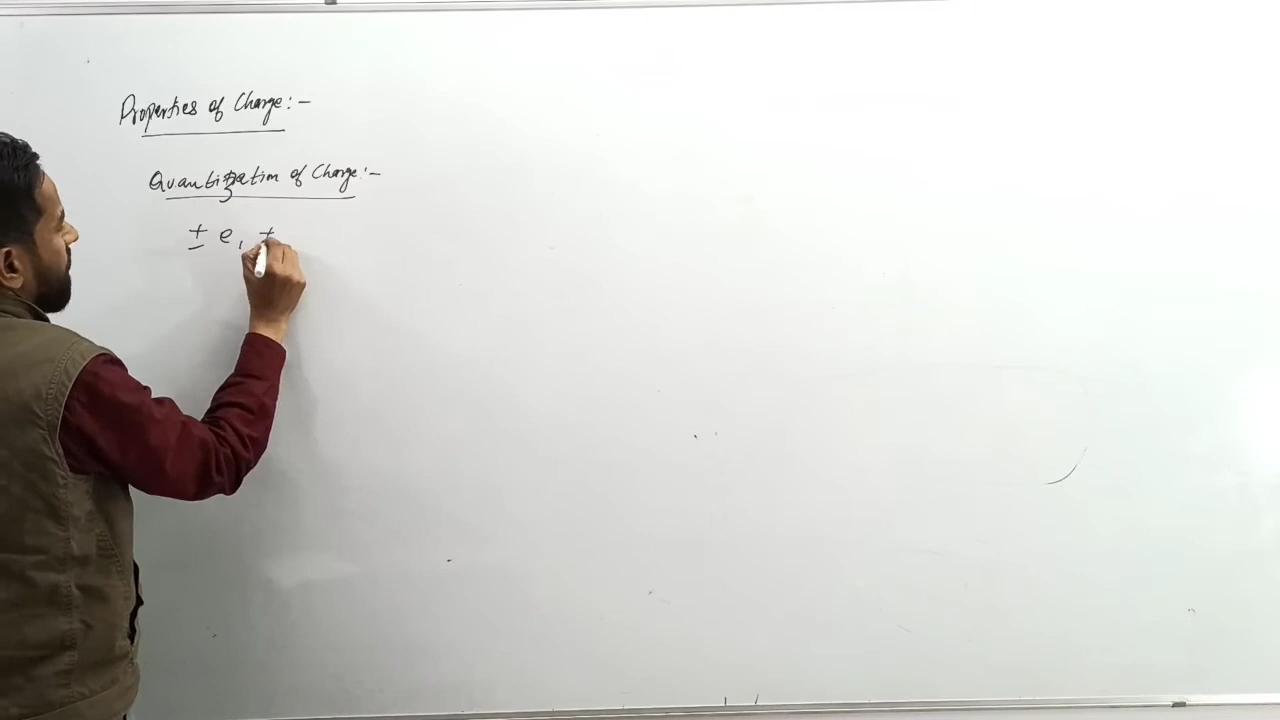 Properties of Charge:-
Quantization of Charge:-
± e, ±